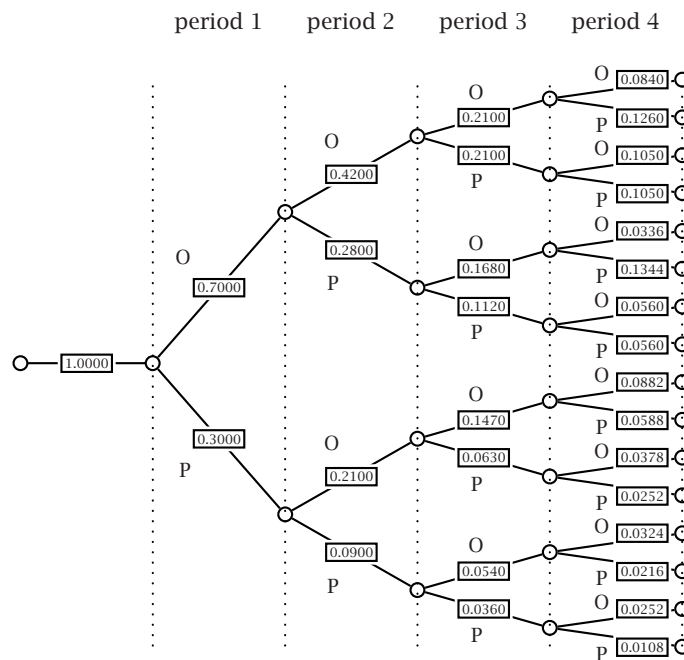 period 1 period 2 period 3 period 4
O 0.0840
O
0.2100 P 0.1260
O 0.1050
O
0.4200 0.2100
P P 0.1050
O 0.0336
O
0.2800 0.1680 P 0.1344
P
O 0.0560
O
0.7000 0.1120
P P 0.0560
1.0000
O 0.0882
O
0.1470 P 0.0588
0.3000
P
O
0.2100
O 0.0378
0.0630
P P 0.0252
O 0.0324
O
0.0900 0.0540 P 0.0216
P
O 0.0252
0.0360
P P 0.0108